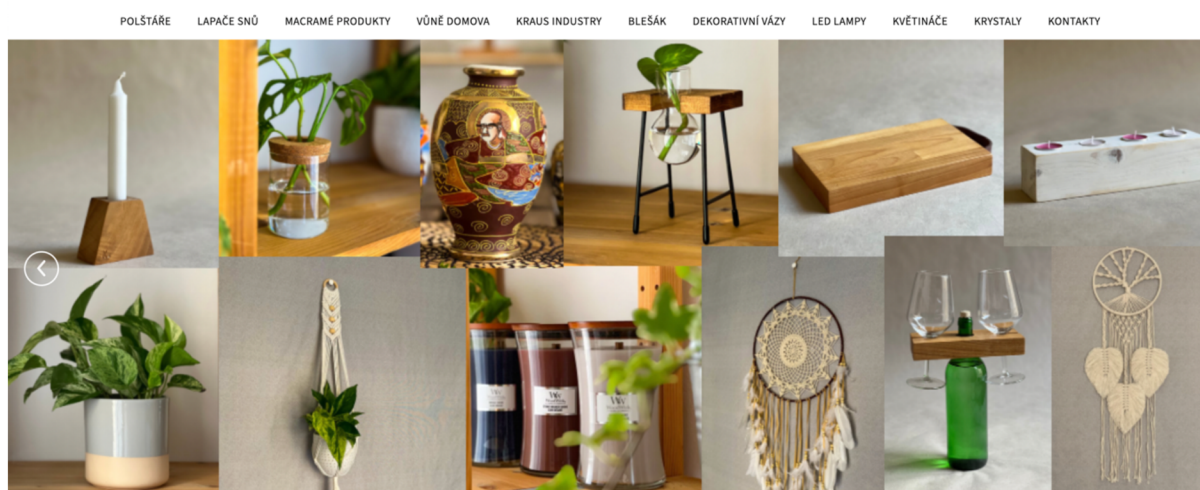 POLŠTÁŘE LAPAČE SNŮ MACRAMÉ PRODUKTY VŮNĚ DOMOVA KRAUS INDUSTRY BLEŠÁK DEKORATIVNÍ VÁZY LED LAMPY KVĚTINÁČE KRYSTALY KONTAKTY